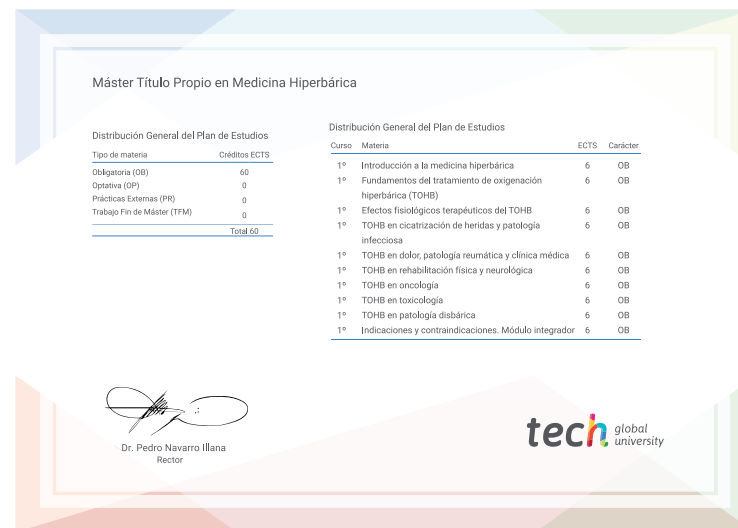 Máster Título Propio en Medicina Hiperbárica
Distribución General del Plan de Estudios
Tipo de materia Créditos ECTS
Obligatoria (OB) 60
Optativa (OP) 0
Prácticas Externas (PR) 0
Trabajo Fin de Máster (TFM) 0
Total 60
Distribución General del Plan de Estudios
Curso Materia ECTS Carácter
1º Introducción a la medicina hiperbárica 6 OB
1º Fundamentos del tratamiento de oxigenación 6 OB
hiperbárica (TOHB)
1º Efectos fisiológicos terapéuticos del TOHB 6 OB
1º TOHB en cicatrización de heridas y patología 6 OB
infecciosa
1º TOHB en dolor, patología reumática y clínica médica 6 OB
1º TOHB en rehabilitación física y neurológica 6 OB
1º TOHB en oncología 6 OB
1º TOHB en toxicología 6 OB
1º TOHB en patología disbárica 6 OB
1º Indicaciones y contraindicaciones. Módulo integrador 6 OB
Dr. Pedro Navarro Illana
Rector
tech global
university